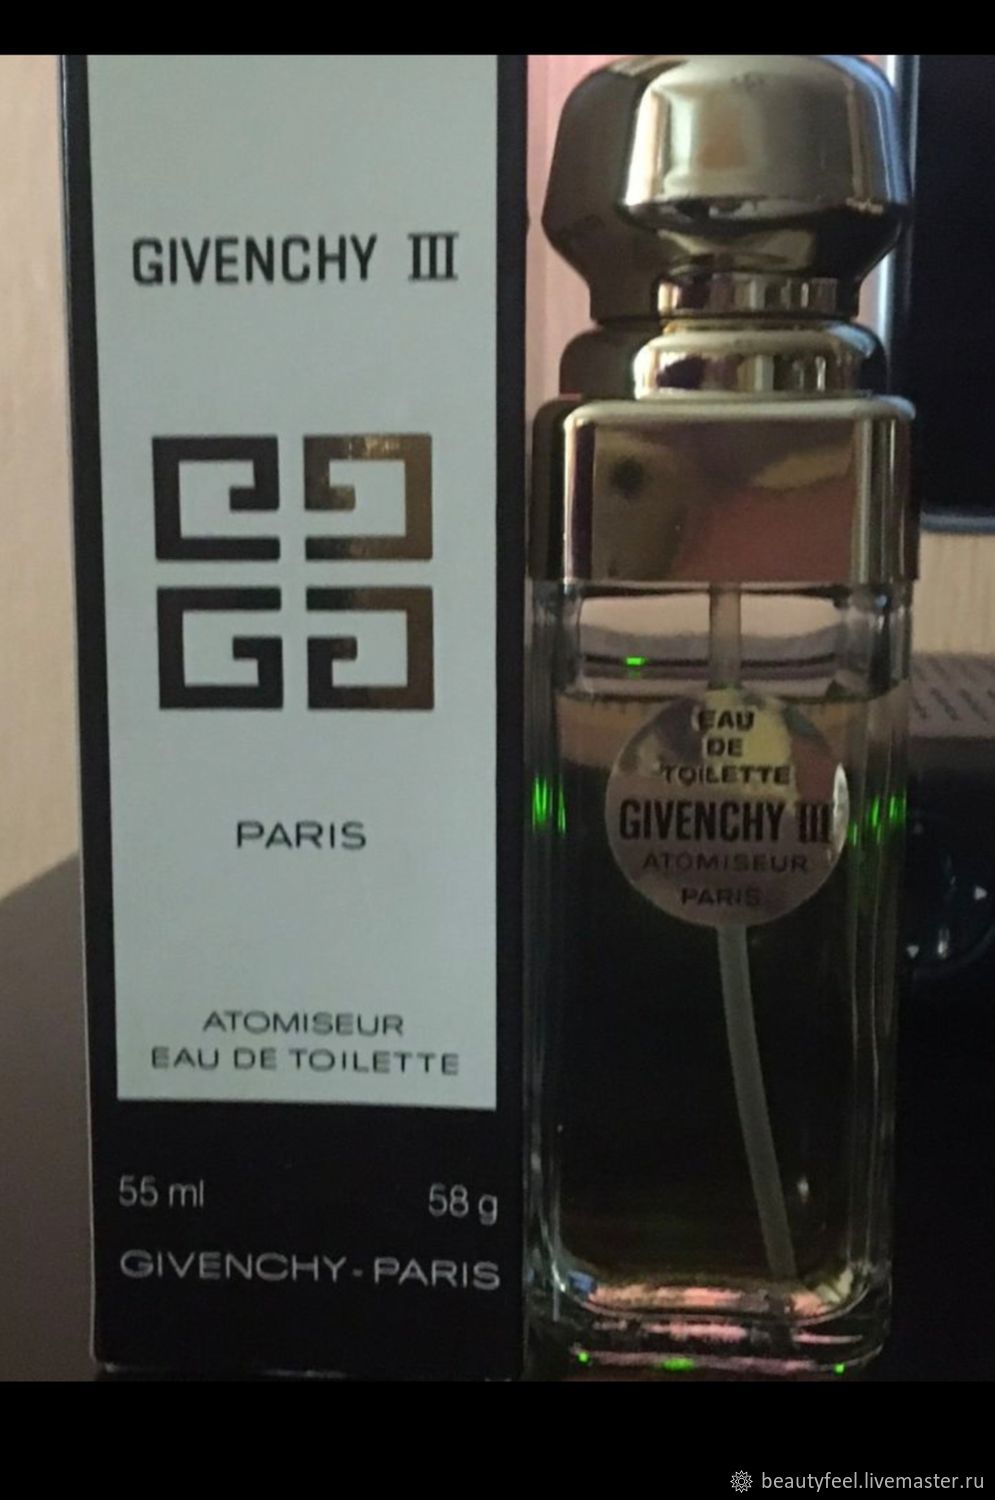 GIVENCHY III
PARIS
ATOMISEUR
EAU DE TOILETTE
55 ml 58 g
GIVENCHY-PARIS
EAU
DE
TOILETTE
GIVENCHY III
ATOMISEUR
PARIS
beautyfeel.livemaster.ru